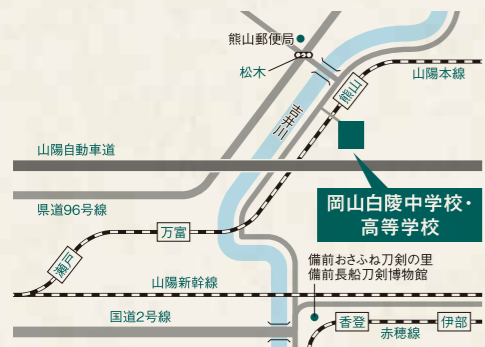 熊山郵便局
松木
山陽本線
熊山
吉井川
山陽自動車道
岡山白陵中学校・
高等学校
県道96号線
万富
瀬戸
備前おさふね刀剣の里
備前長船刀剣博物館
山陽新幹線
国道2号線
香登
伊部
赤穂線